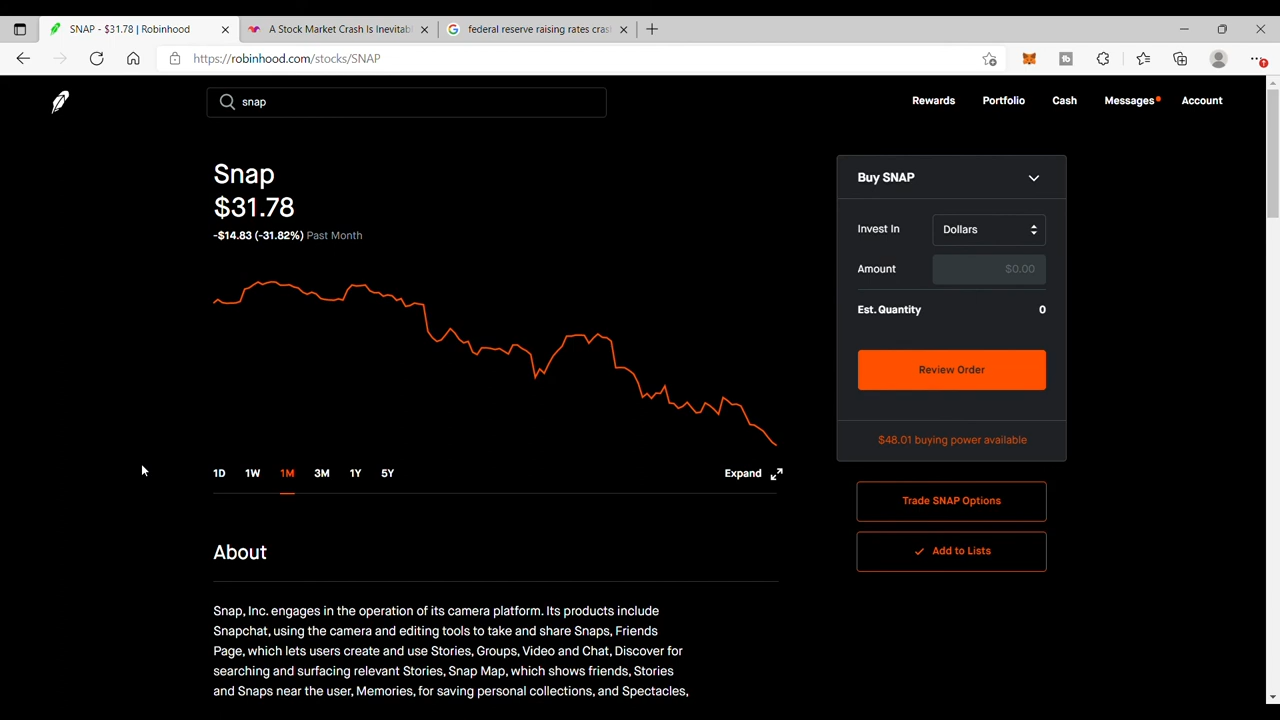 SNAP - $31.78 | Robinhood
A Stock Market Crash Is Inevitabl
federal reserve raising rates cras
https://robinhood.com/stocks/SNAP
snap
Rewards
Portfolio
Cash
Messages
Account
Snap
$31.78
-$14.83 (-31.82%) Past Month
1D
1W
1M
3M
1Y
5Y
Expand
Buy SNAP
Invest In
Dollars
Amount
$0.00
Est. Quantity
0
Review Order
$48.01 buying power available
Trade SNAP Options
Add to Lists
About
Snap, Inc. engages in the operation of its camera platform. Its products include
Snapchat, using the camera and editing tools to take and share Snaps, Friends
Page, which lets users create and use Stories, Groups, Video and Chat, Discover for
searching and surfacing relevant Stories, Snap Map, which shows friends, Stories
and Snaps near the user, Memories, for saving personal collections, and Spectacles,